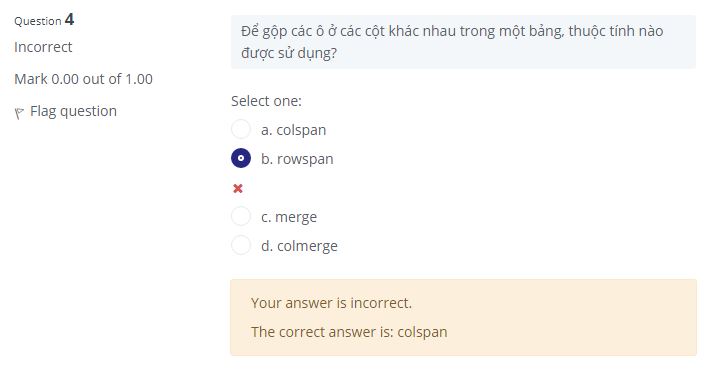 Question 4
Incorrect
Mark 0.00 out of 1.00
Flag question
Để gộp các ô ở các cột khác nhau trong một bảng, thuộc tính nào
được sử dụng?
Select one:
a. colspan
b. rowspan
c. merge
d. colmerge
Your answer is incorrect.
The correct answer is: colspan